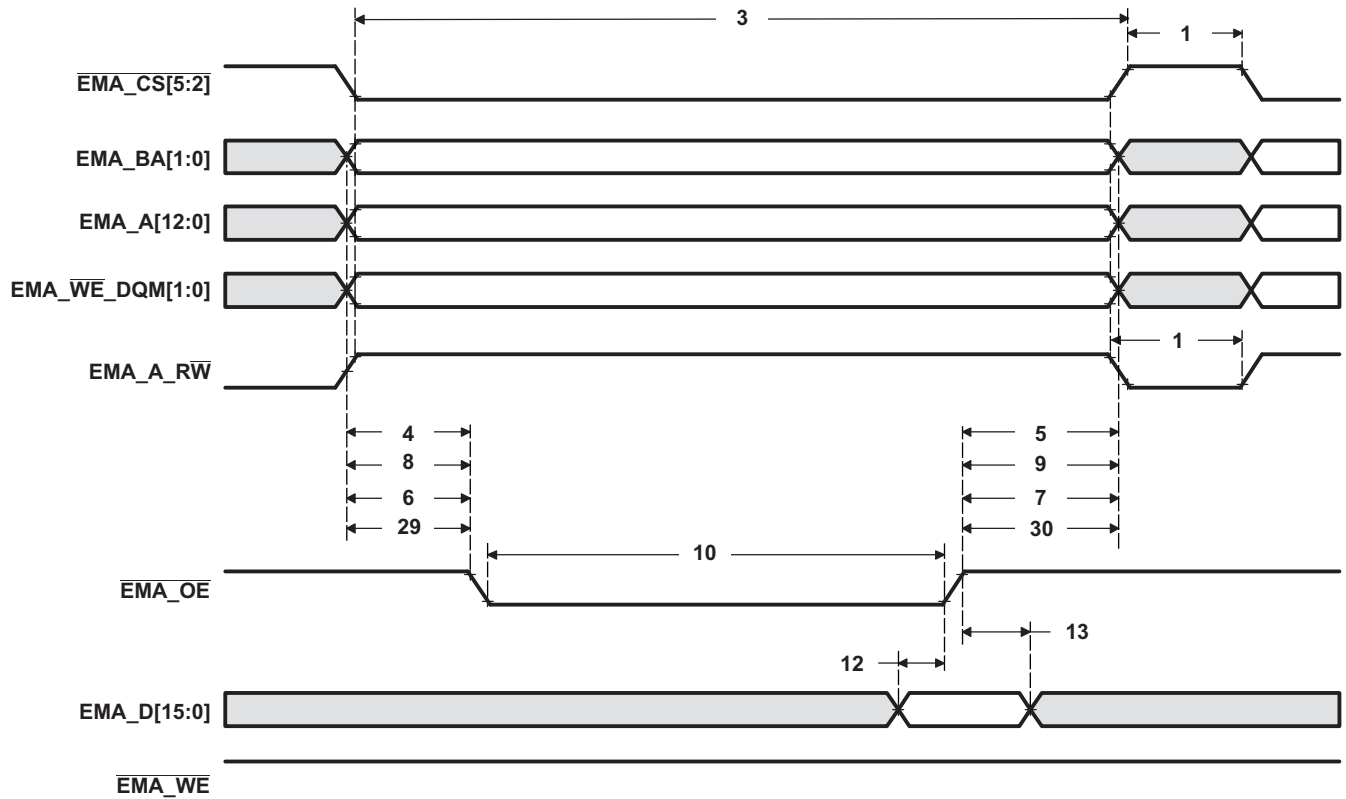 3
1
EMA_CS[5:2]
EMA_BA[1:0]
EMA_A[12:0]
EMA_WE_DQM[1:0]
1
EMA_A_RW
4
5
8
9
6
7
29
30
10
EMA_OE
13
12
EMA_D[15:0]
EMA_WE